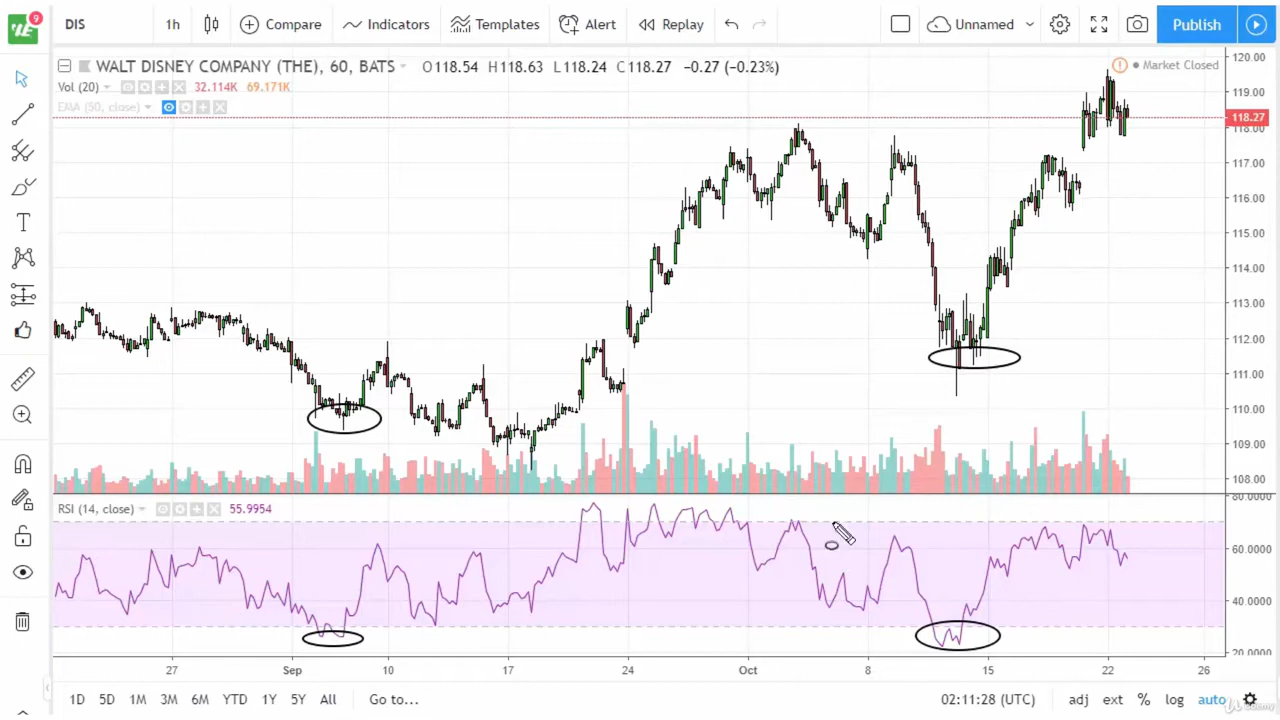 9
DIS
1h
Compare
Indicators
Templates
Alert
Replay
Unnamed
Publish
WALT DISNEY COMPANY (THE), 60, BATS
O118.54 H118.63 L118.24 C118.27 −0.27 (−0.23%)
Market Closed
Vol (20)
32.114K 69.171K
EMA (50, close)
120.00
119.00
118.27
118.00
117.00
116.00
115.00
114.00
113.00
112.00
111.00
110.00
109.00
108.00
RSI (14, close)
55.9954
80.0000
60.0000
40.0000
20.0000
27
Sep
10
17
24
Oct
8
15
22
26
1D 5D 1M 3M 6M YTD 1Y 5Y All
Go to...
02:11:28 (UTC)
adj ext % log auto
Udemy